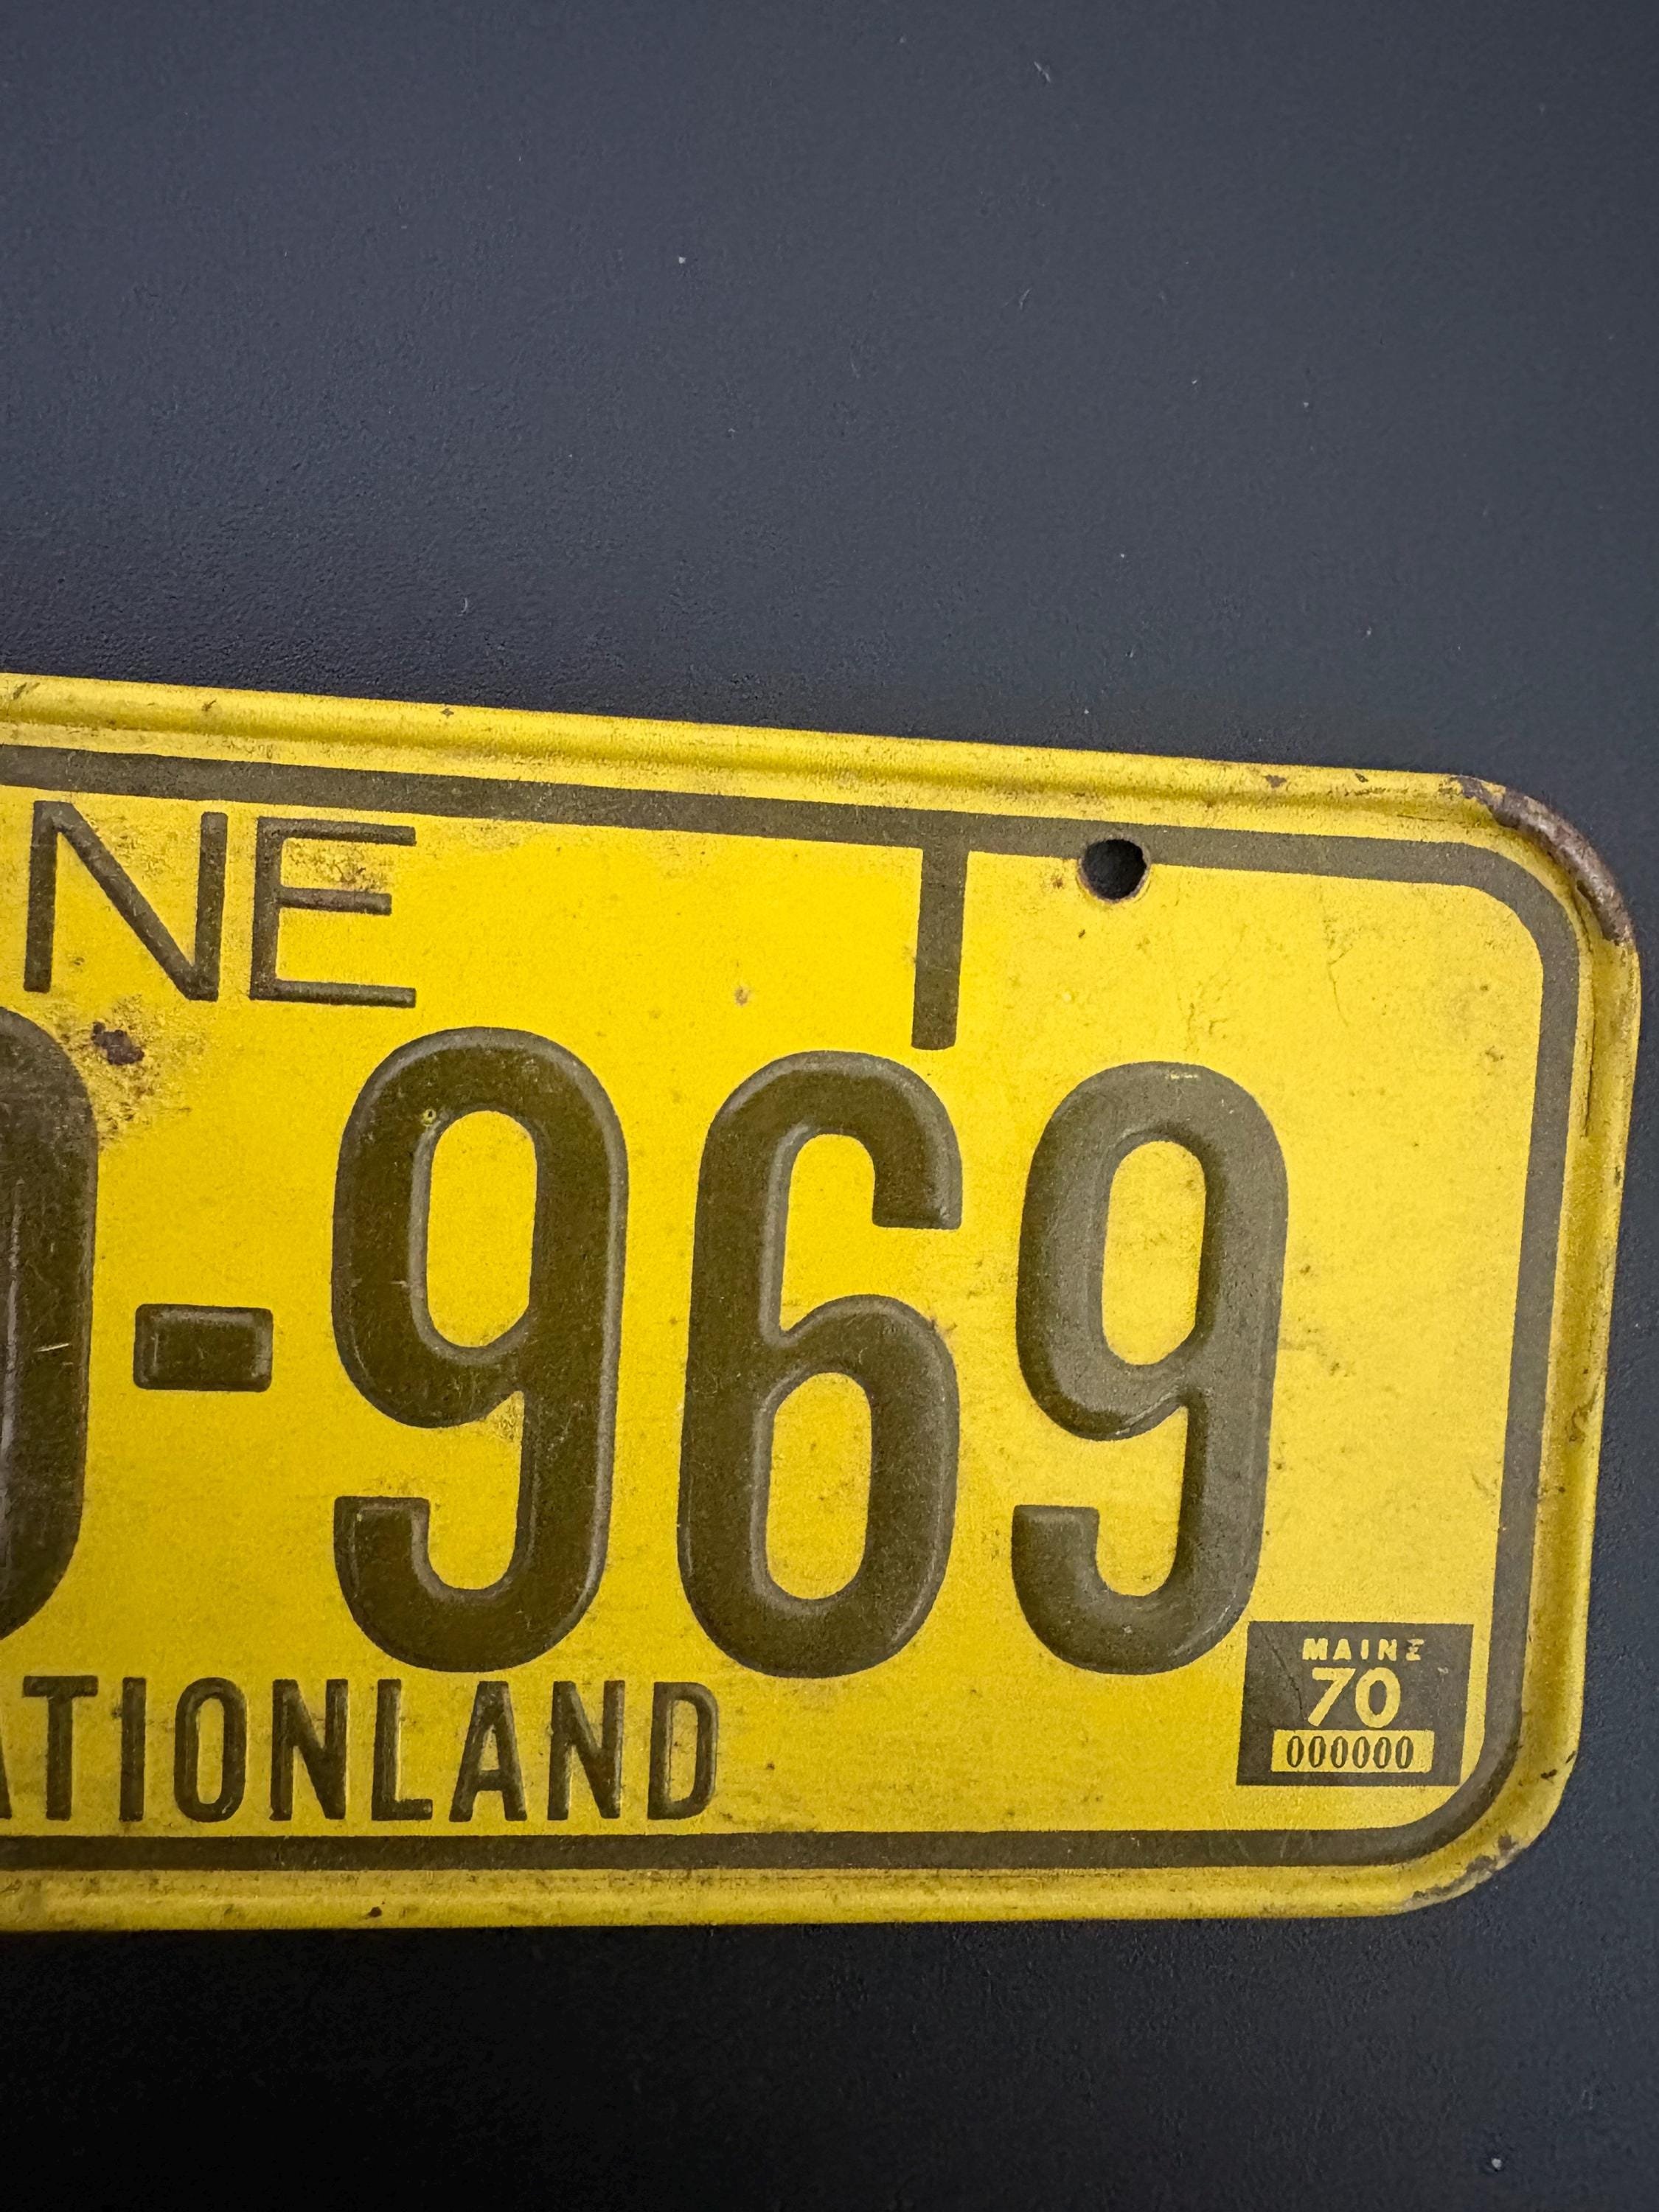 NE
-969
ATIONLAND
MAINE
70
000000